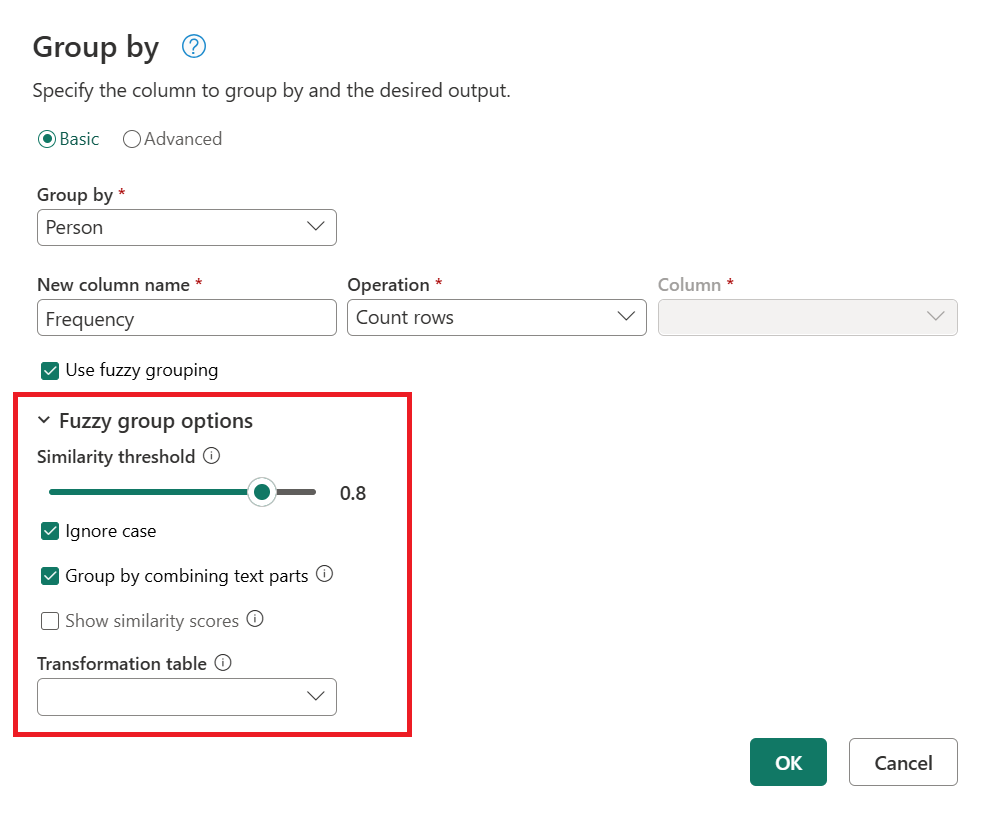 Group by ?
Specify the column to group by and the desired output.
Basic Advanced
Group by *
Person
New column name * Operation * Column *
Frequency Count rows
Use fuzzy grouping
Fuzzy group options
Similarity threshold
0.8
Ignore case
Group by combining text parts
Show similarity scores
Transformation table
OK Cancel